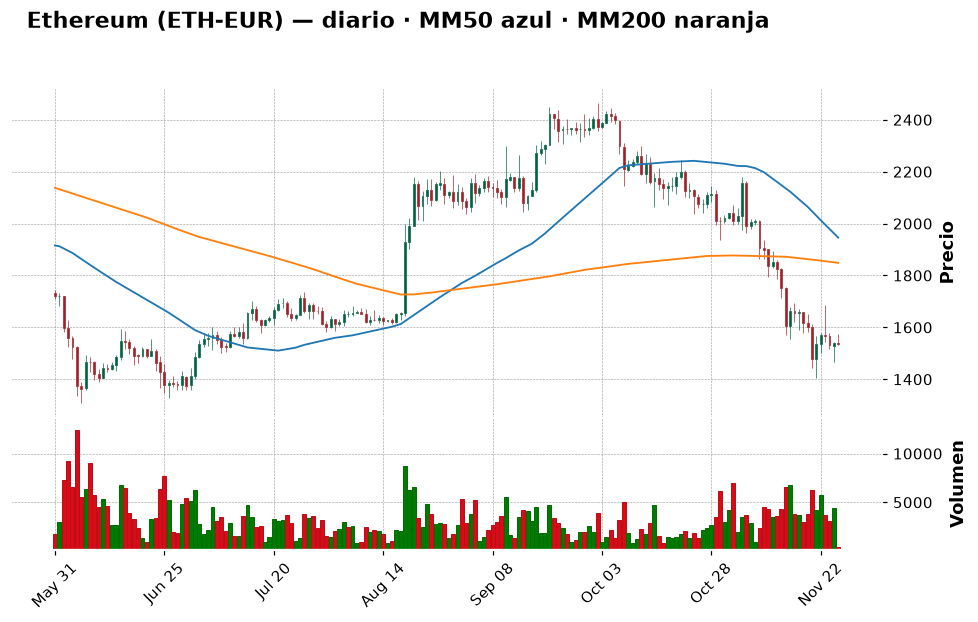 Ethereum (ETH-EUR) — diario · MM50 azul · MM200 naranja
2400
2200
2000
1800
1600
1400
Precio
10000
5000
Volumen
May 31
Jun 25
Jul 20
Aug 14
Sep 08
Oct 03
Oct 28
Nov 22